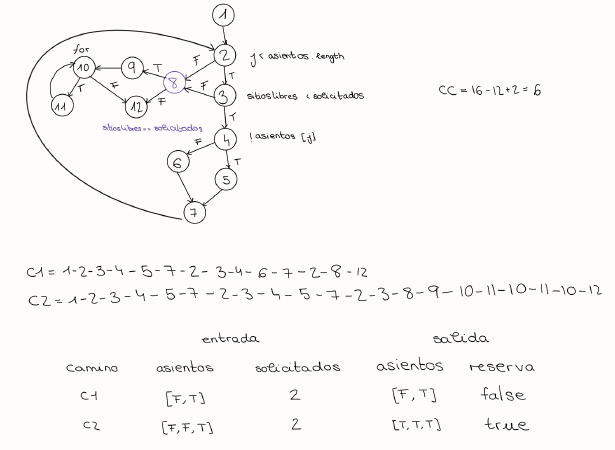 1
for
2
j < asientos.length
10
T
9
T
F
8
F
T
3
sitioslibres < solicitados
CC = 16-12+2 = 6
11
T
F
12
F
T
sitioslibres == solicitados
F
4
!asientos [j]
6
T
5
7
C1 = 1-2-3-4-5-7-2-3-4-6-7-2-8-12
C2 = 1-2-3-4-5-7-2-3-4-5-7-2-3-8-9-10-11-10-11-10-12
entrada salida
camino asientos solicitados asientos reserva
C1 [F,T] 2 [F,T] false
C2 [F,F,T] 2 [T,T,T] true